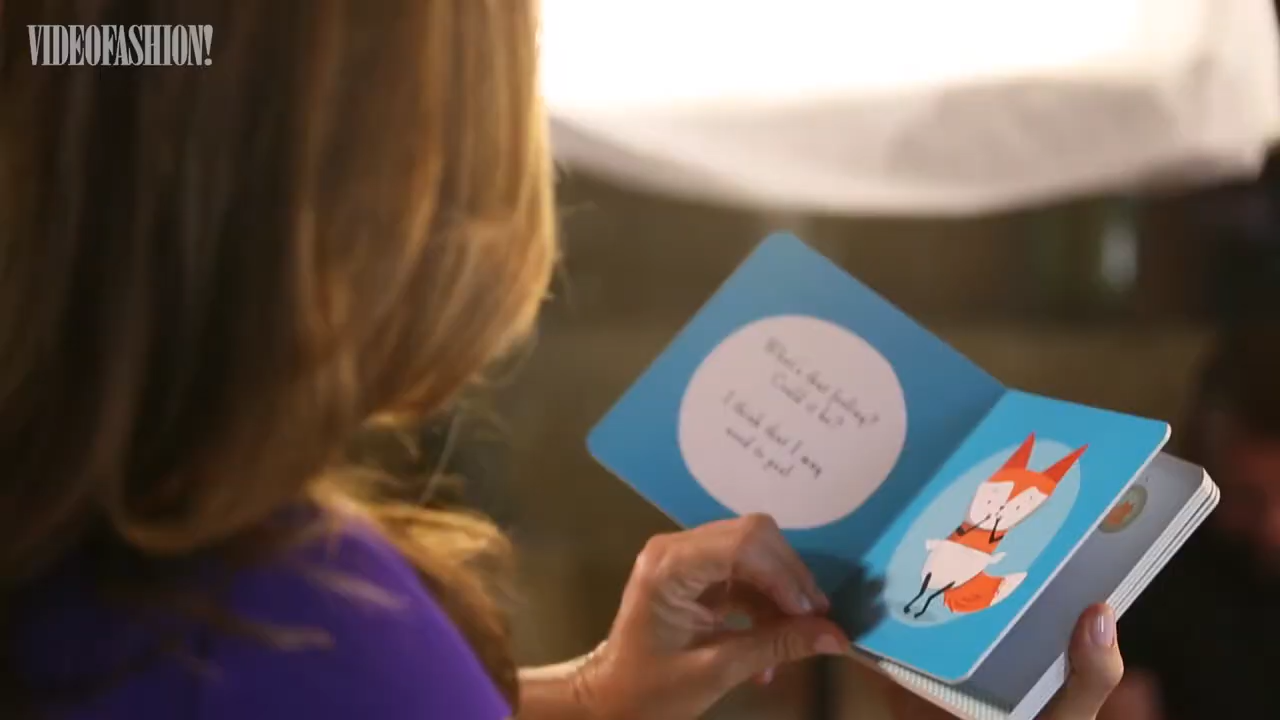 VIDEOFASHION!
What's that feeling?
Could it be?
I think that I may
need to pee!